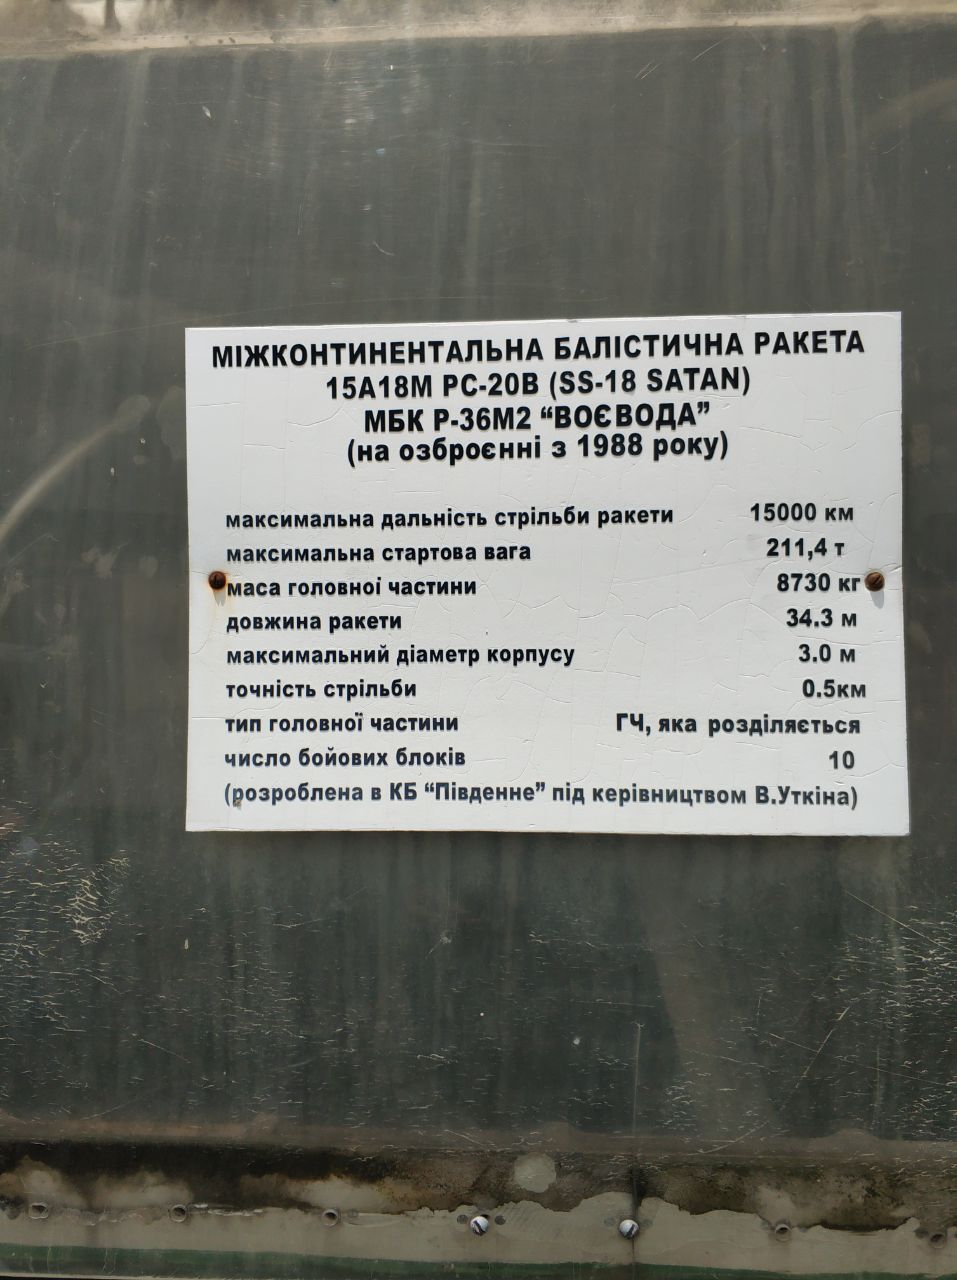 МІЖКОНТИНЕНТАЛЬНА БАЛІСТИЧНА РАКЕТА
15А18М РС-20В (SS-18 SATAN)
МБК Р-36М2 “ВОЄВОДА”
(на озброєнні з 1988 року)
максимальна дальність стрільби ракети 15000 км
максимальна стартова вага 211,4 т
маса головної частини 8730 кг
довжина ракети 34.3 м
максимальний діаметр корпусу 3.0 м
точність стрільби 0.5км
тип головної частини ГЧ, яка розділяється
число бойових блоків 10
(розроблена в КБ “Південне” під керівництвом В.Уткіна)